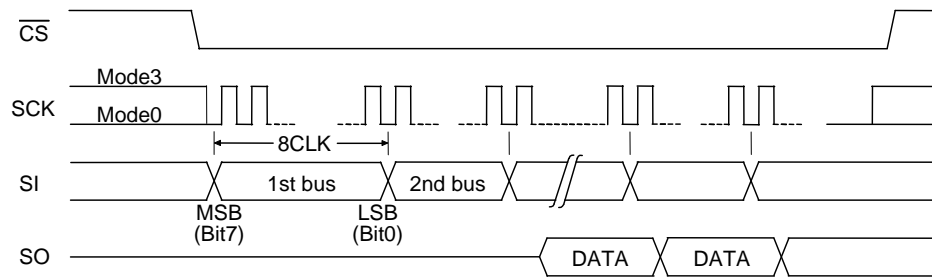 CS
Mode3
SCK
Mode0
8CLK
SI
1st bus
2nd bus
MSB
(Bit7)
LSB
(Bit0)
SO
DATA
DATA